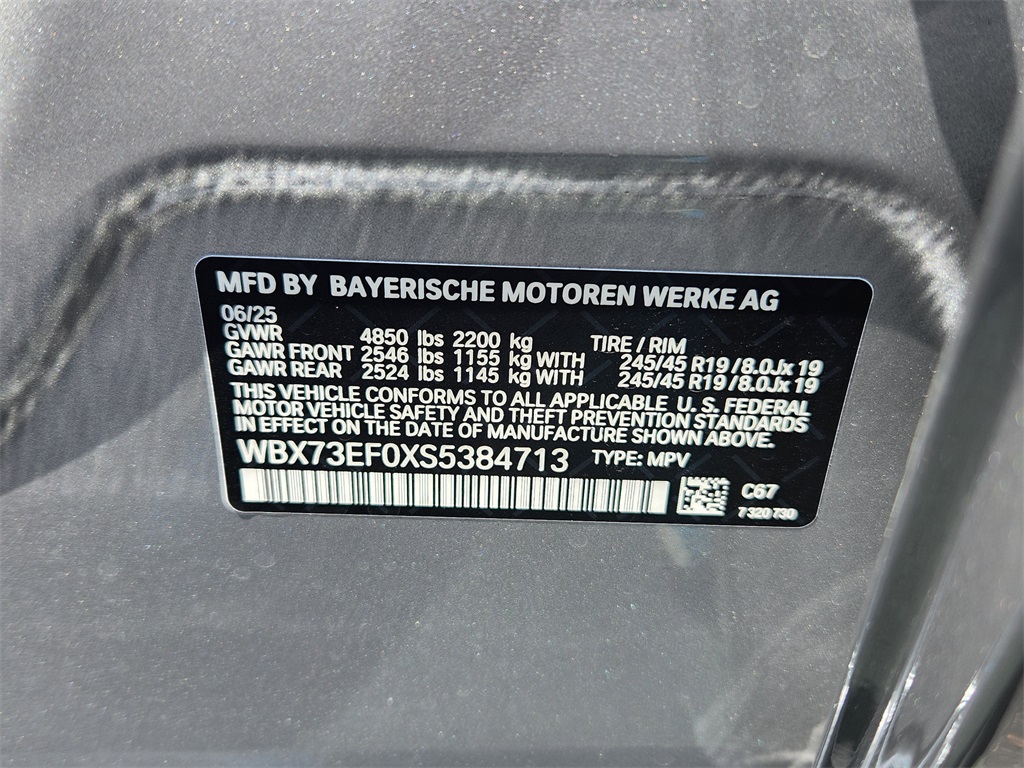 MFD BY BAYERISCHE MOTOREN WERKE AG
06/25
GVWR 4850 lbs 2200 kg TIRE / RIM
GAWR FRONT 2546 lbs 1155 kg WITH 245/45 R19 / 8.0Jx 19
GAWR REAR 2524 lbs 1145 kg WITH 245/45 R19 / 8.0Jx 19
THIS VEHICLE CONFORMS TO ALL APPLICABLE U. S. FEDERAL
MOTOR VEHICLE SAFETY AND THEFT PREVENTION STANDARDS
IN EFFECT ON THE DATE OF MANUFACTURE SHOWN ABOVE.
WBX73EF0XS5384713 TYPE: MPV
C67
7 320 730